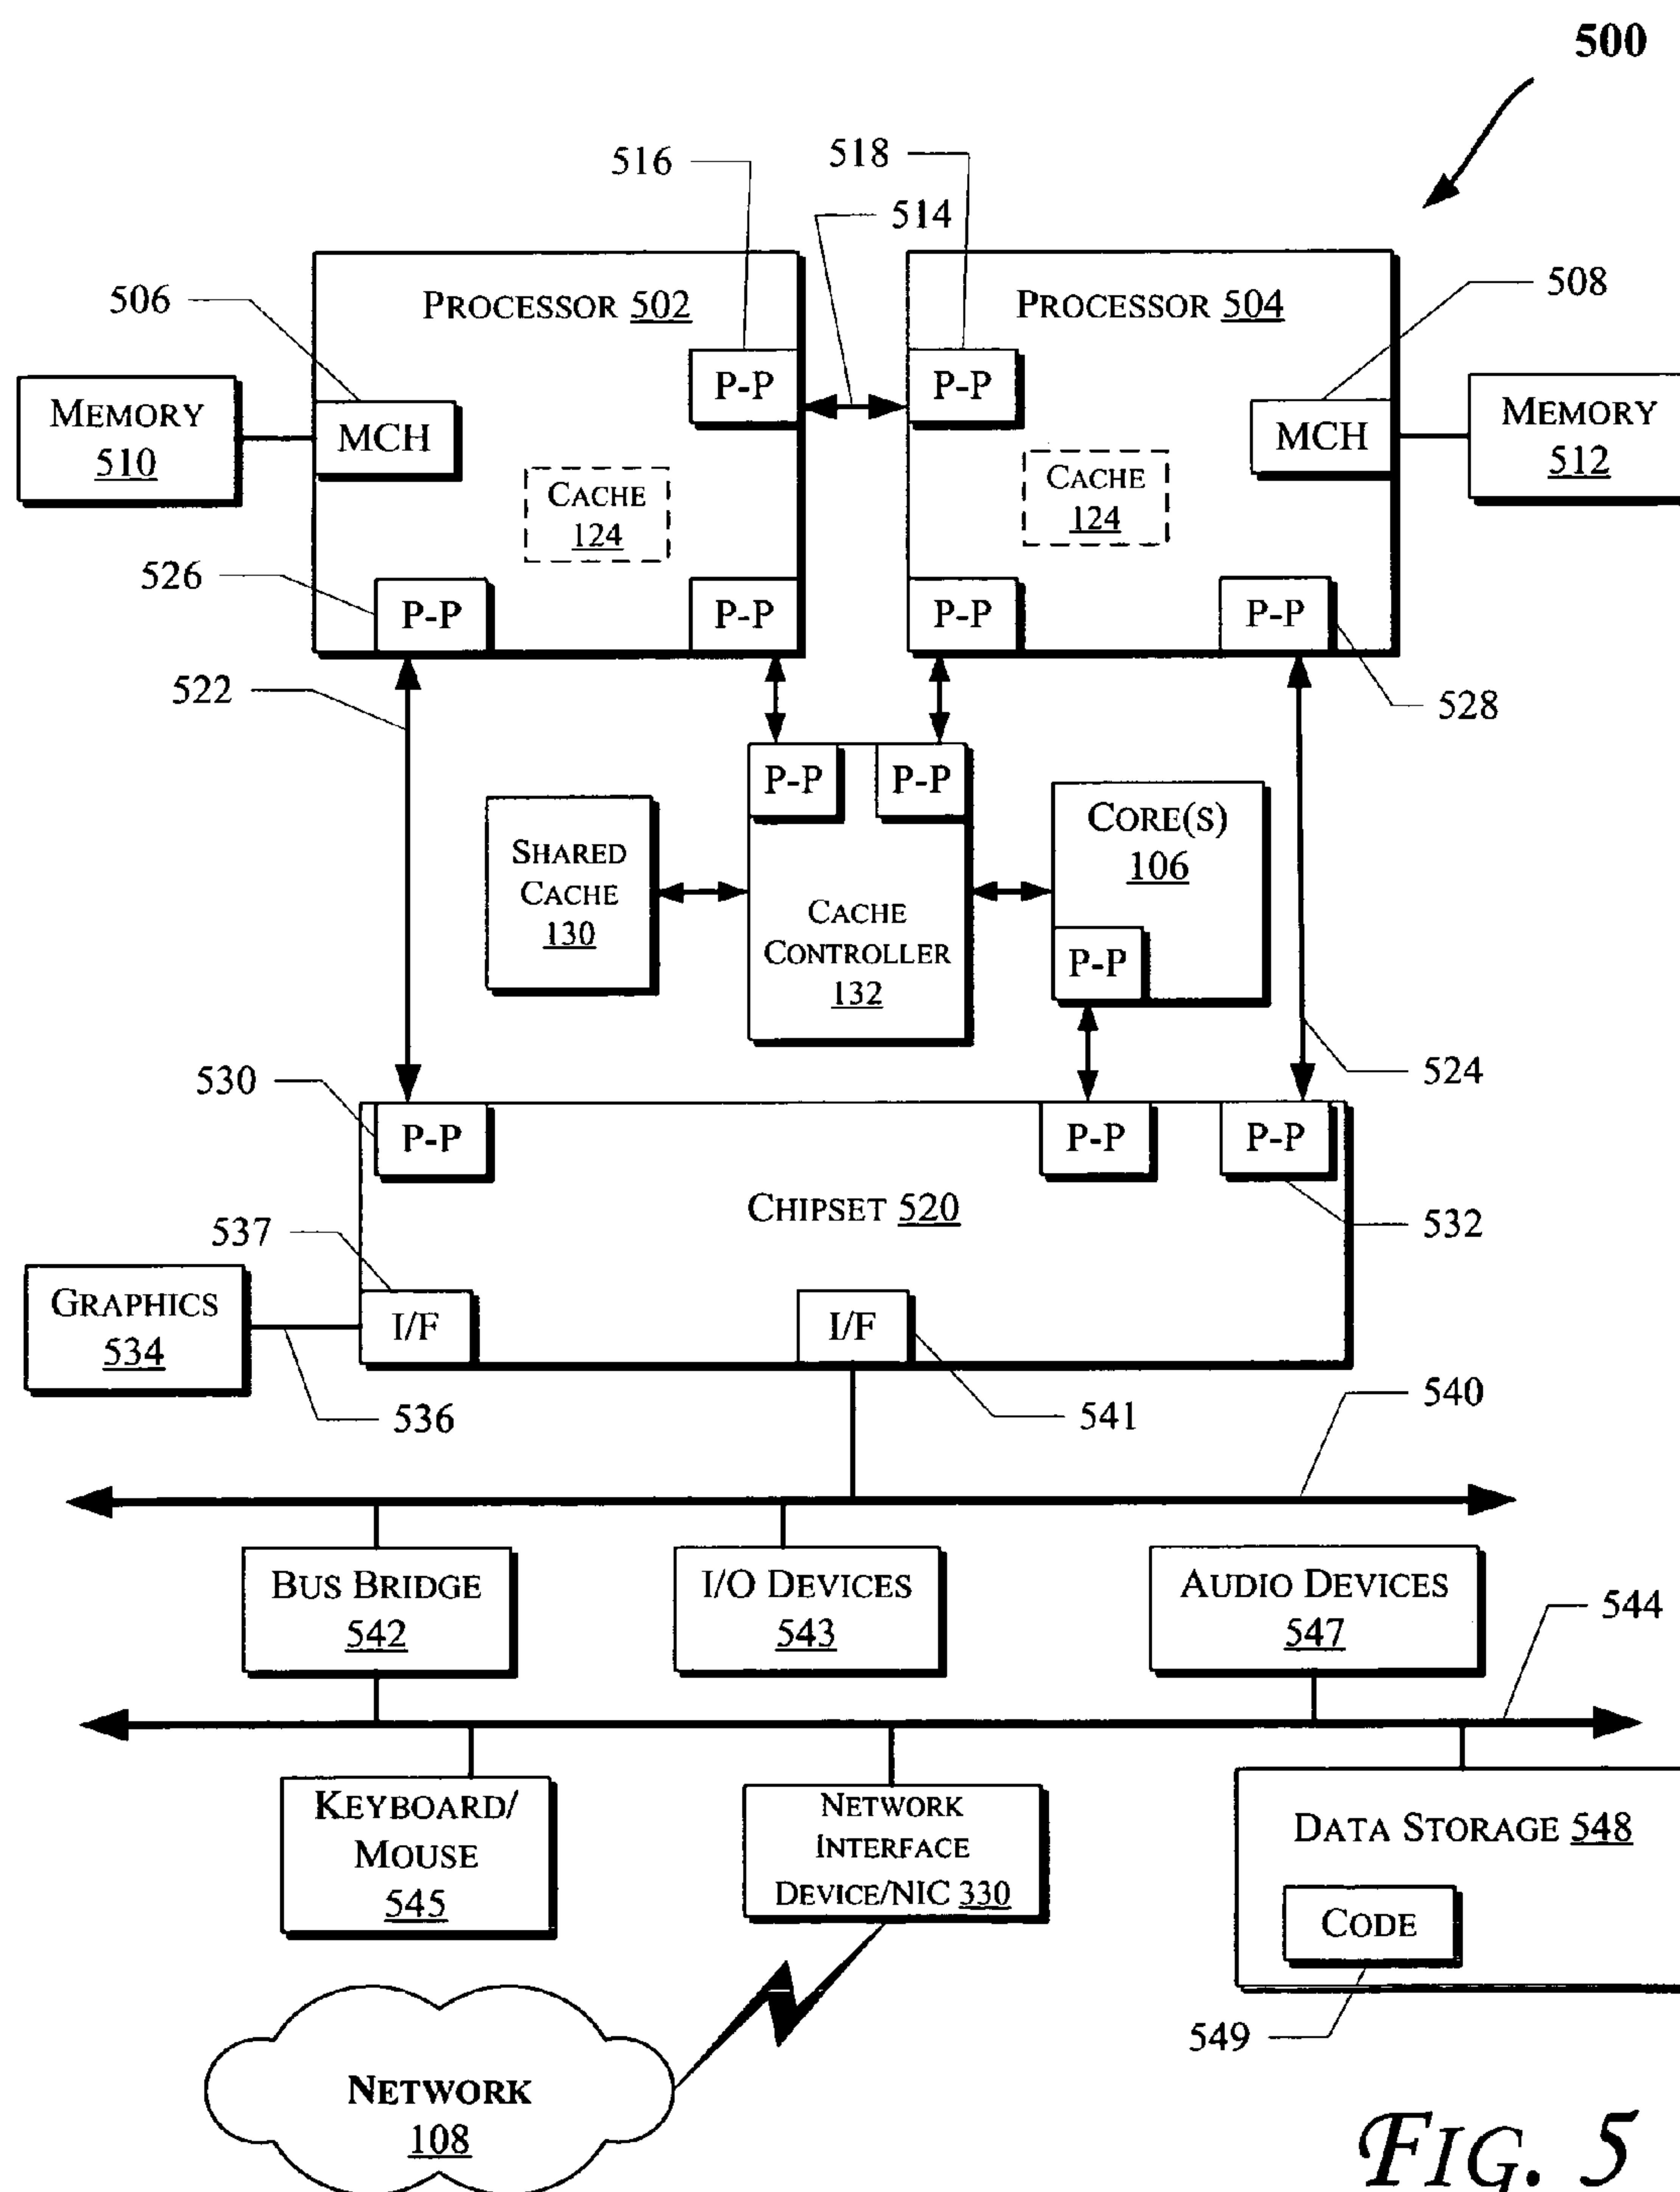 500
516
518
514
506
PROCESSOR 502
PROCESSOR 504
508
P-P
P-P
MEMORY
510
MCH
MCH
MEMORY
512
CACHE
124
CACHE
124
526
P-P
P-P
P-P
P-P
522
528
P-P
P-P
SHARED
CACHE
130
CORE(S)
106
CACHE
CONTROLLER
132
P-P
530
524
P-P
P-P
P-P
CHIPSET 520
532
537
GRAPHICS
534
I/F
I/F
536
541
540
BUS BRIDGE
542
I/O DEVICES
543
AUDIO DEVICES
547
544
KEYBOARD/
MOUSE
545
NETWORK
INTERFACE
DEVICE/NIC 330
DATA STORAGE 548
CODE
549
NETWORK
108
FIG. 5